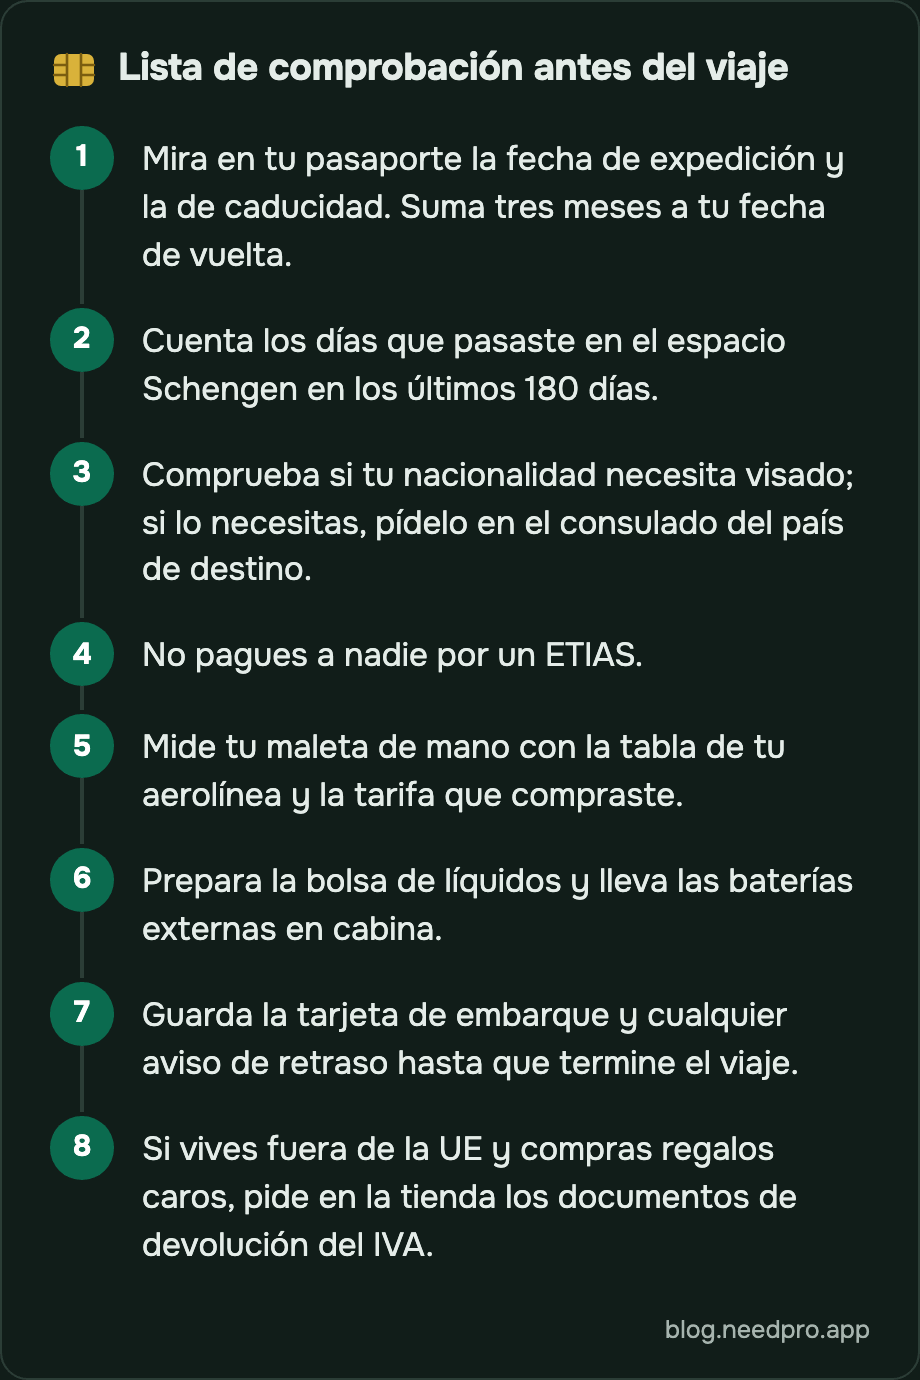 Lista de comprobación antes del viaje
1
Mira en tu pasaporte la fecha de expedición y
la de caducidad. Suma tres meses a tu fecha
de vuelta.
2
Cuenta los días que pasaste en el espacio
Schengen en los últimos 180 días.
3
Comprueba si tu nacionalidad necesita visado;
si lo necesitas, pídelo en el consulado del país
de destino.
4
No pagues a nadie por un ETIAS.
5
Mide tu maleta de mano con la tabla de tu
aerolínea y la tarifa que compraste.
6
Prepara la bolsa de líquidos y lleva las baterías
externas en cabina.
7
Guarda la tarjeta de embarque y cualquier
aviso de retraso hasta que termine el viaje.
8
Si vives fuera de la UE y compras regalos
caros, pide en la tienda los documentos de
devolución del IVA.
blog.needpro.app